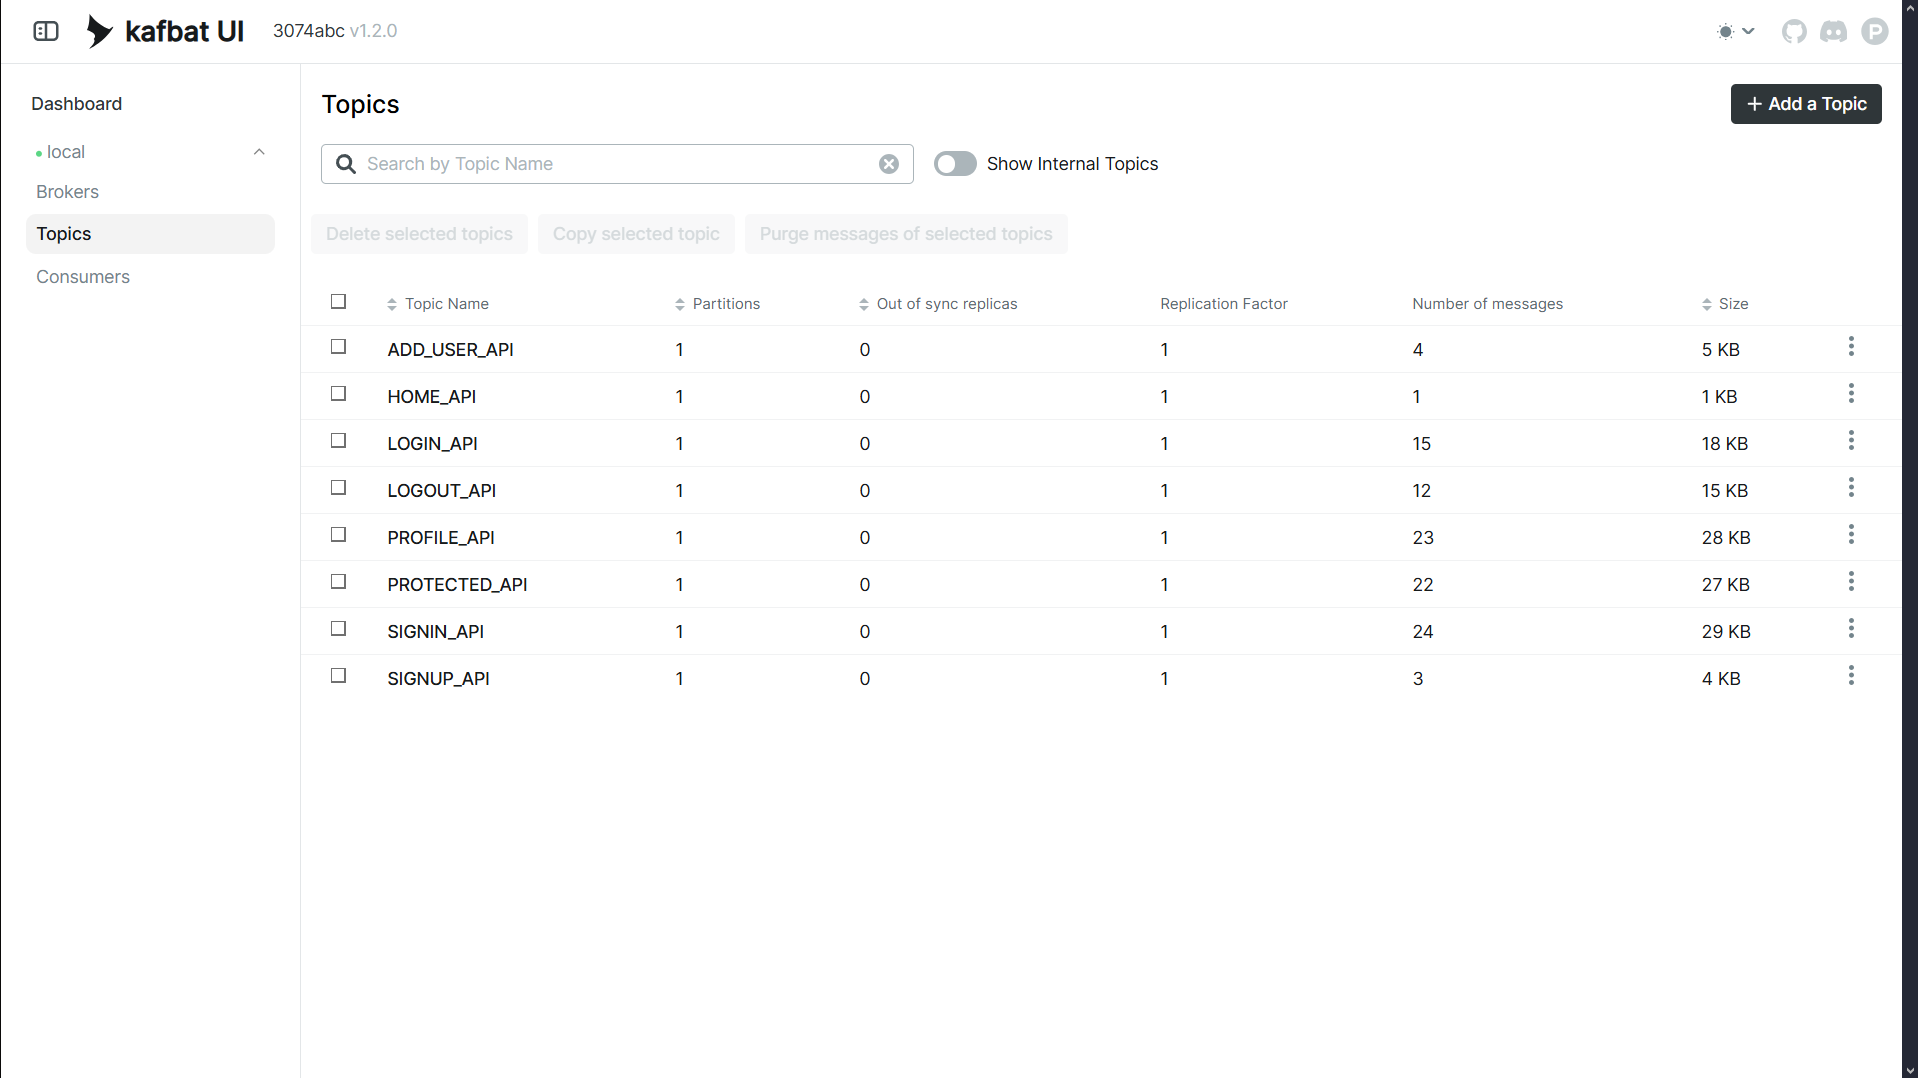 kafbat UI 3074abc v1.2.0
P
Dashboard
local
Brokers
Topics
Consumers
Topics
Add a Topic
Search by Topic Name
Show Internal Topics
Delete selected topics Copy selected topic Purge messages of selected topics
Topic Name Partitions Out of sync replicas Replication Factor Number of messages Size
ADD_USER_API 1 0 1 4 5 KB
HOME_API 1 0 1 1 1 KB
LOGIN_API 1 0 1 15 18 KB
LOGOUT_API 1 0 1 12 15 KB
PROFILE_API 1 0 1 23 28 KB
PROTECTED_API 1 0 1 22 27 KB
SIGNIN_API 1 0 1 24 29 KB
SIGNUP_API 1 0 1 3 4 KB